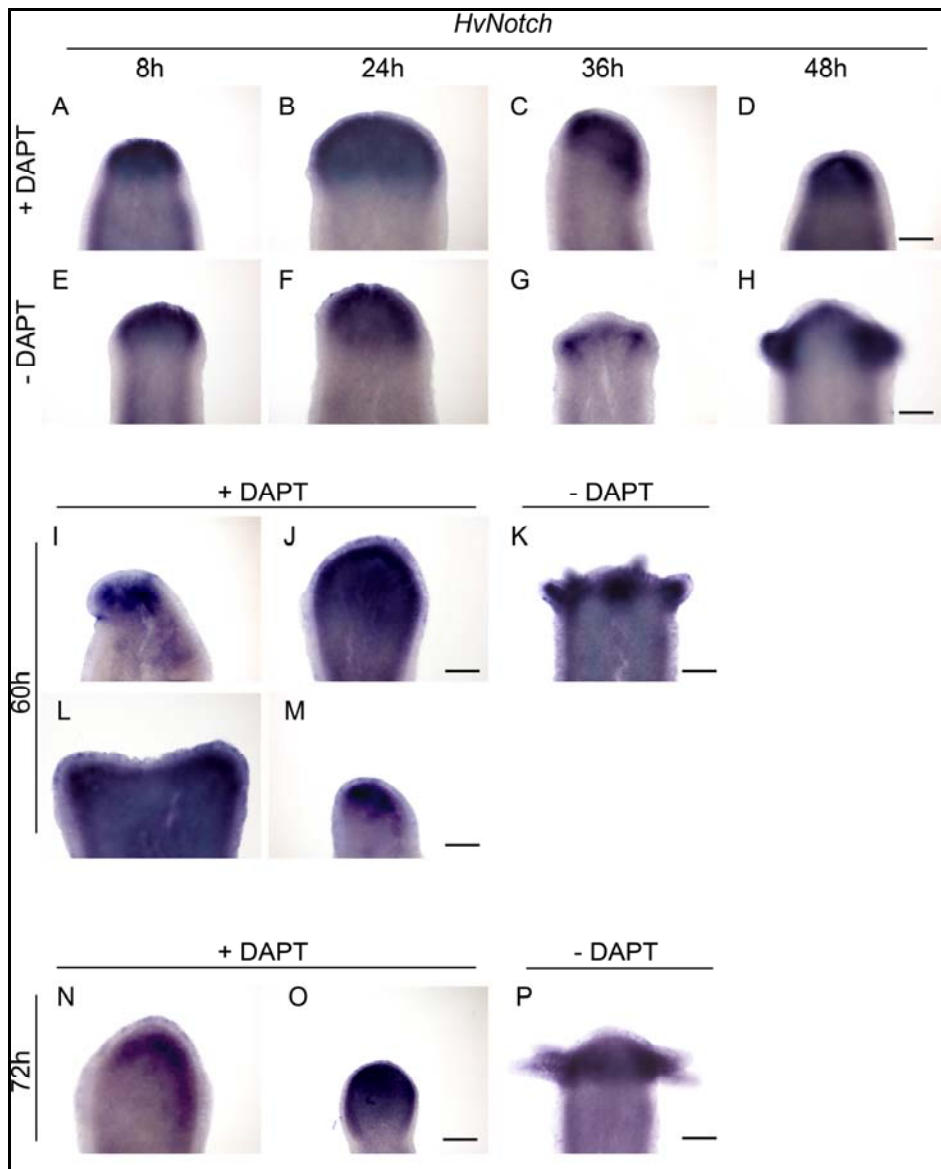 HvNotch
8h 24h 36h 48h
+ DAPT
A B C D
- DAPT
E F G H
+ DAPT - DAPT
60h
I J K
L M
+ DAPT - DAPT
72h
N O P